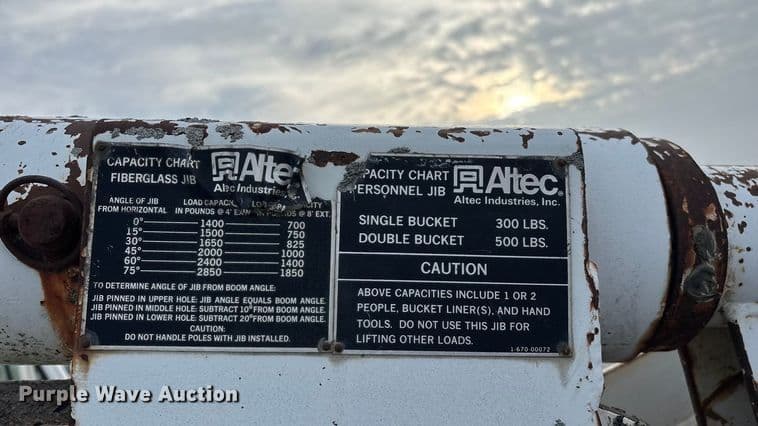 CAPACITY CHART
FIBERGLASS JIB
Altec
Altec Industries
ANGLE OF JIB
FROM HORIZONTAL
LOAD CAPACI
IN POUNDS @ 4' EX
CITY
IN POUNDS @ 8' EXT.
0° 1400 700
15° 1500 750
30° 1650 825
45° 2000 1000
60° 2400 1400
75° 2850 1850
TO DETERMINE ANGLE OF JIB FROM BOOM ANGLE:
JIB PINNED IN UPPER HOLE: JIB ANGLE EQUALS BOOM ANGLE
JIB PINNED IN MIDDLE HOLE: SUBTRACT 10° FROM BOOM ANGLE
JIB PINNED IN LOWER HOLE: SUBTRACT 20° FROM BOOM ANGLE
CAUTION:
DO NOT HANDLE POLES WITH JIB INSTALLED.
PACITY CHART
ERSONNEL JIB
Altec
Altec Industries, Inc.
SINGLE BUCKET 300 LBS.
DOUBLE BUCKET 500 LBS.
CAUTION
ABOVE CAPACITIES INCLUDE 1 OR 2
PEOPLE, BUCKET LINER(S), AND HAND
TOOLS. DO NOT USE THIS JIB FOR
LIFTING OTHER LOADS.
1-670-00072
Purple Wave Auction